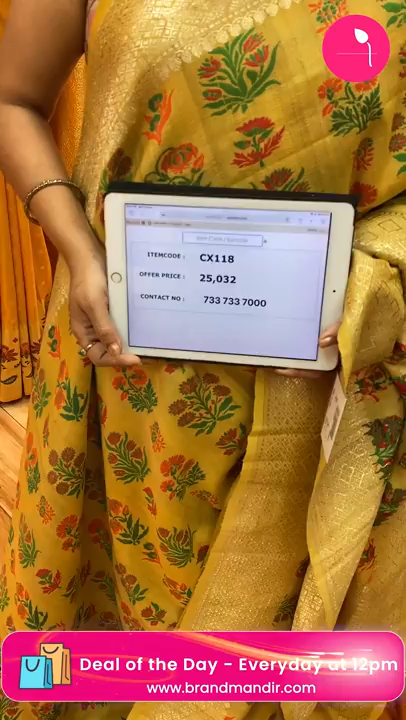 ITEMCODE : CX118
OFFER PRICE : 25,032
CONTACT NO : 733 733 7000
Deal of the Day - Everyday at 12pm
www.brandmandir.com